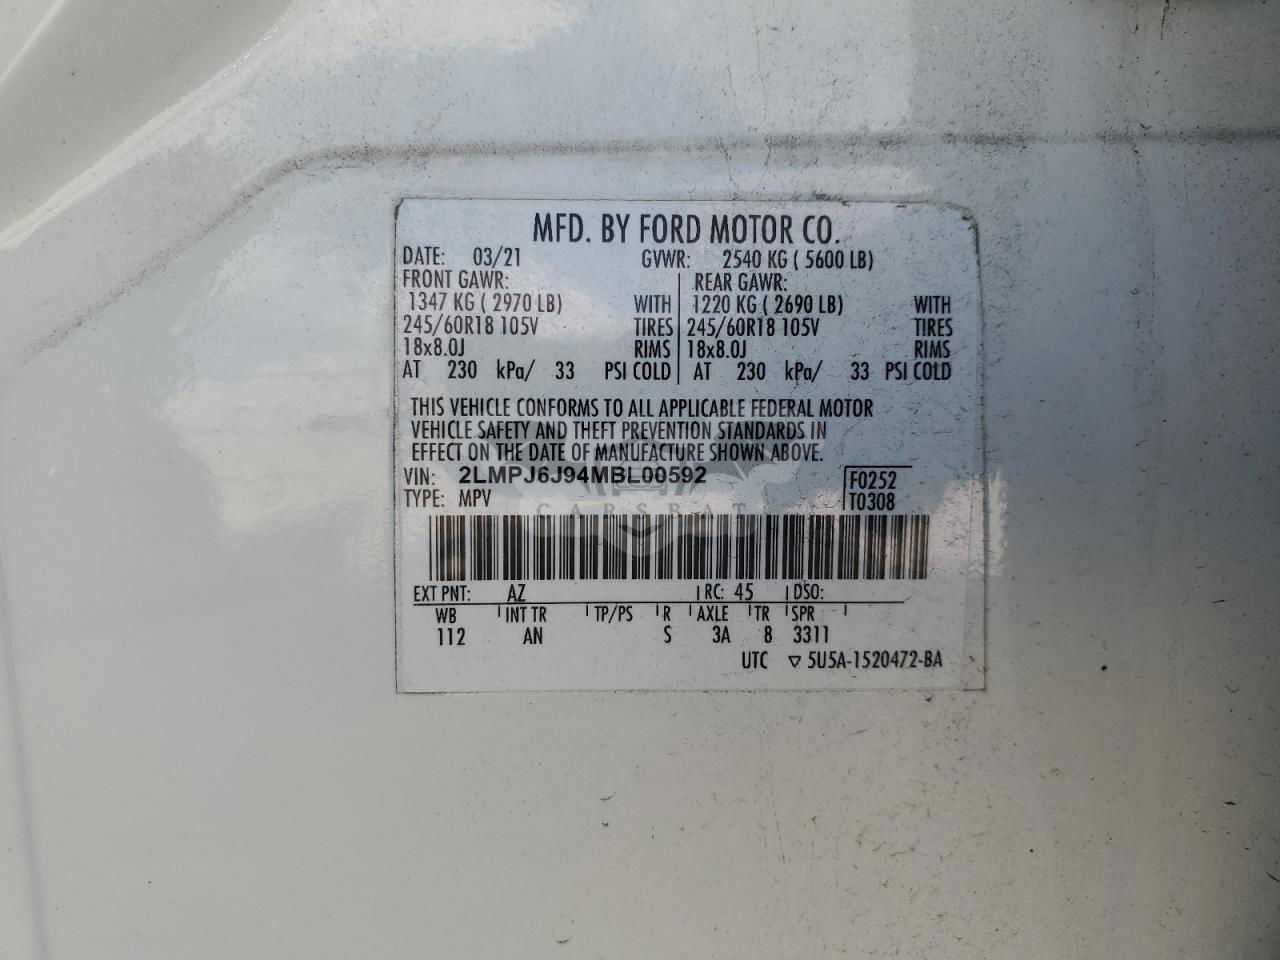 MFD. BY FORD MOTOR CO.
DATE: 03/21 GVWR: 2540 KG ( 5600 LB)
FRONT GAWR: REAR GAWR:
1347 KG ( 2970 LB) WITH 1220 KG ( 2690 LB) WITH
245/60R18 105V TIRES 245/60R18 105V TIRES
18x8.0J RIMS 18x8.0J RIMS
AT 230 kPa/ 33 PSI COLD AT 230 kPa/ 33 PSI COLD
THIS VEHICLE CONFORMS TO ALL APPLICABLE FEDERAL MOTOR
VEHICLE SAFETY AND THEFT PREVENTION STANDARDS IN
EFFECT ON THE DATE OF MANUFACTURE SHOWN ABOVE.
VIN: 2LMPJ6J94MBL00592 F0252
TYPE: MPV T0308
CARSBAT
EXT PNT: AZ RC: 45 DSO:
WB INT TR TP/PS R AXLE TR SPR
112 AN S 3A 8 3311
UTC ▽ 5U5A-1520472-BA